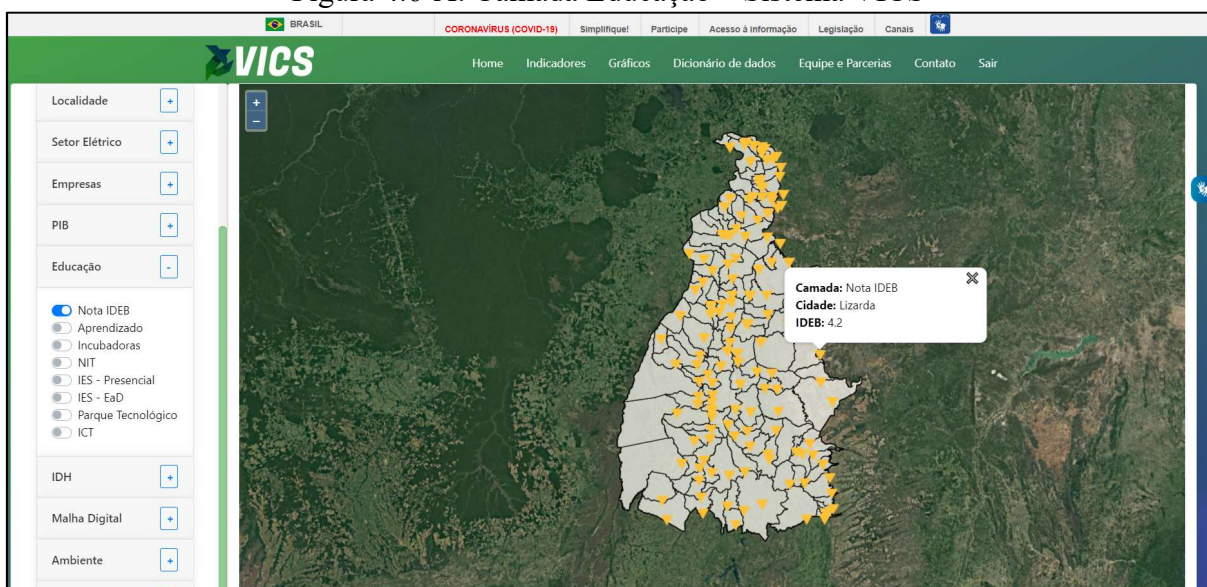 BRASIL
CORONAVÍRUS (COVID-19) Simplifique! Participe Acesso à informação Legislação Canais
VICS
Home Indicadores Gráficos Dicionário de dados Equipe e Parcerias Contato Sair
Localidade +
Setor Elétrico +
Empresas +
PIB +
Educação -
Nota IDEB
Aprendizado
Incubadoras
NIT
IES - Presencial
IES - EaD
Parque Tecnológico
ICT
IDH +
Malha Digital +
Ambiente +
+
−
Camada: Nota IDEB
Cidade: Lizarda
IDEB: 4.2